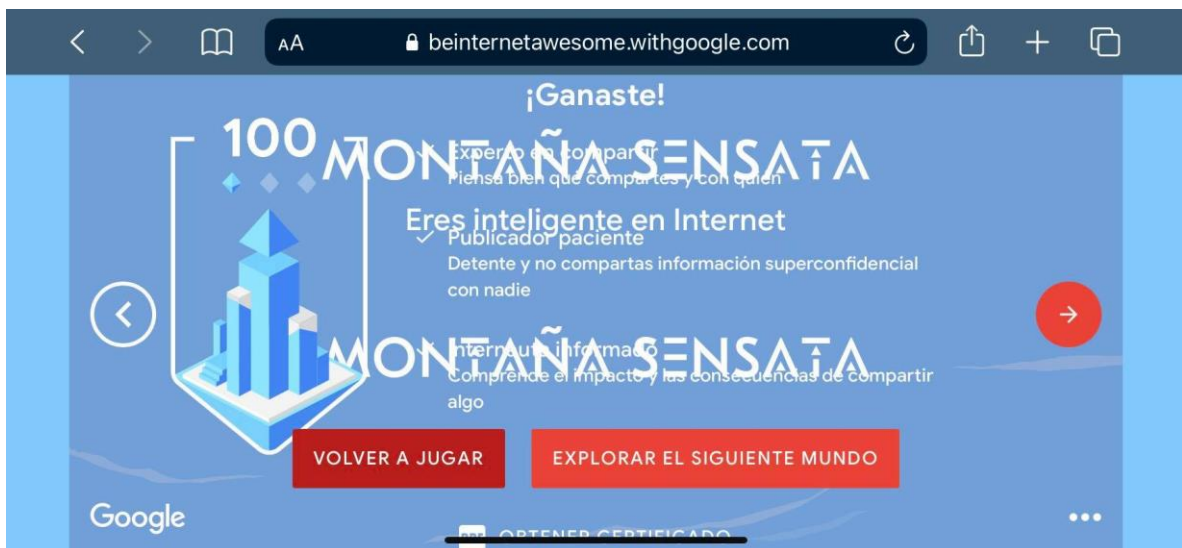 AA
beinternetawesome.withgoogle.com
¡Ganaste!
100
MONTAÑA SENSATA
Experto en compartir
Piensa bien qué compartes y con quién
Eres inteligente en Internet
Publicador paciente
Detente y no compartas información superconfidencial
con nadie
MONTAÑA SENSATA
Internauta informado
Comprende el impacto y las consecuencias de compartir
algo
VOLVER A JUGAR
EXPLORAR EL SIGUIENTE MUNDO
Google
OBTENER CERTIFICADO